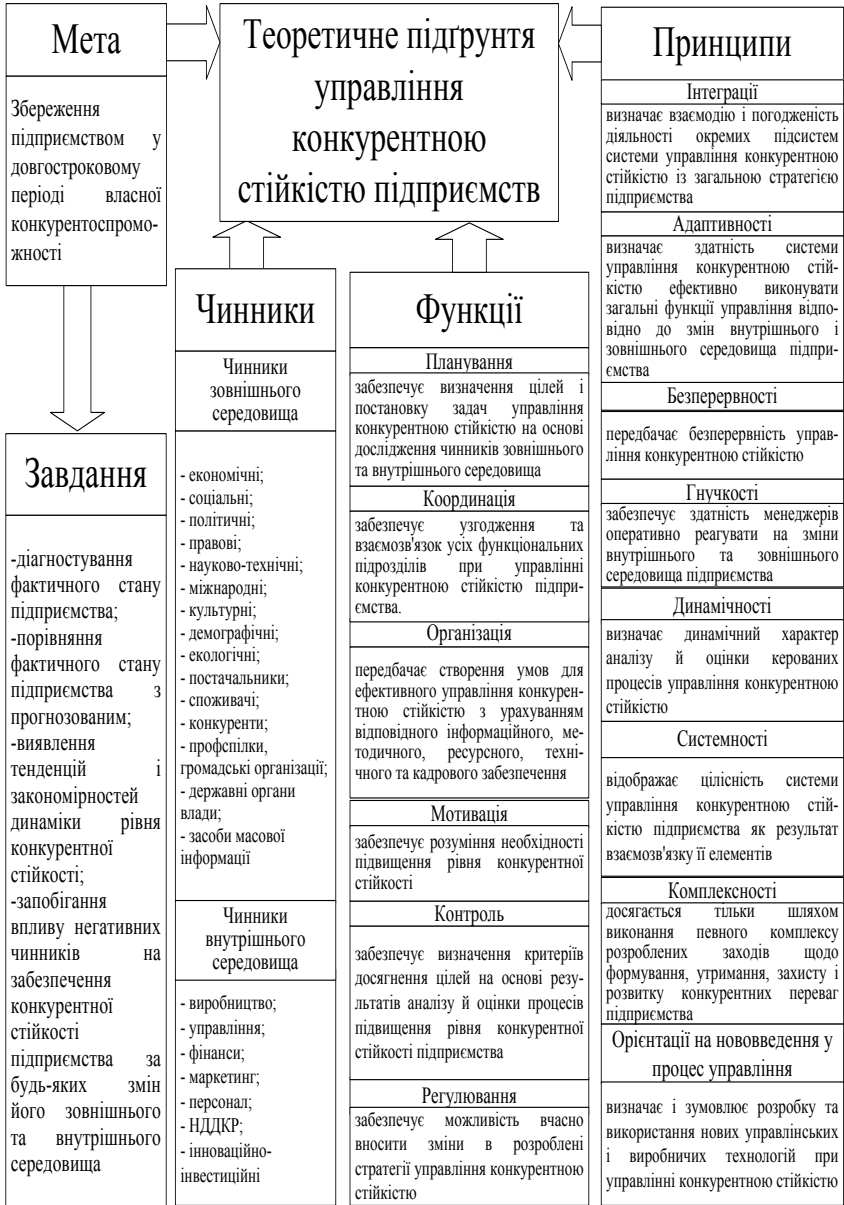 Мета
Збереження
підприємством у
довгостроковому
періоді власної
конкурентоспромо-
жності
Завдання
-діагностування
фактичного стану
підприємства;
-порівняння
фактичного стану
підприємства з
прогнозованим;
-виявлення
тенденцій і
закономірностей
динаміки рівня
конкурентної
стійкості;
-запобігання
впливу негативних
чинників на
забезпечення
конкурентної
стійкості
підприємства за
будь-яких змін
його зовнішнього
та внутрішнього
середовища
Теоретичне підґрунтя
управління
конкурентною
стійкістю підприємств
Чинники
Чинники
зовнішнього
середовища
- економічні;
- соціальні;
- політичні;
- правові;
- науково-технічні;
- міжнародні;
- культурні;
- демографічні;
- екологічні;
- постачальники;
- споживачі;
- конкуренти;
- профспілки,
громадські організації;
- державні органи
влади;
- засоби масової
інформації
Чинники
внутрішнього
середовища
- виробництво;
- управління;
- фінанси;
- маркетинг;
- персонал;
- НДДКР;
- інноваційно-
інвестиційні
Функції
Планування
забезпечує визначення цілей і
постановку задач управління
конкурентною стійкістю на основі
дослідження чинників зовнішнього
та внутрішнього середовища
Координація
забезпечує узгодження та
взаємозв'язок усіх функціональних
підрозділів при управлінні
конкурентною стійкістю підпри-
ємства.
Організація
передбачає створення умов для
ефективного управління конкурен-
тною стійкістю з урахуванням
відповідного інформаційного, ме-
тодичного, ресурсного, техні-
чного та кадрового забезпечення
Мотивація
забезпечує розуміння необхідності
підвищення рівня конкурентної
стійкості
Контроль
забезпечує визначення критеріїв
досягнення цілей на основі резу-
льтатів аналізу й оцінки процесів
підвищення рівня конкурентної
стійкості підприємства
Регулювання
забезпечує можливість вчасно
вносити зміни в розроблені
стратегії управління конкурентною
стійкістю
Принципи
Інтеграції
визначає взаємодію і погодженість
діяльності окремих підсистем
системи управління конкурентною
стійкістю із загальною стратегією
підприємства
Адаптивності
визначає здатність системи
управління конкурентною стій-
кістю ефективно виконувати
загальні функції управління відпо-
відно до змін внутрішнього і
зовнішнього середовища підпри-
ємства
Безперервності
передбачає безперервність управ-
ління конкурентною стійкістю
Гнучкості
забезпечує здатність менеджерів
оперативно реагувати на зміни
внутрішнього та зовнішнього
середовища підприємства
Динамічності
визначає динамічний характер
аналізу й оцінки керованих
процесів управління конкурентною
стійкістю
Системності
відображає цілісність системи
управління конкурентною стій-
кістю підприємства як результат
взаємозв'язку її елементів
Комплексності
досягається тільки шляхом
виконання певного комплексу
розроблених заходів щодо
формування, утримання, захисту і
розвитку конкурентних переваг
підприємства
Орієнтації на нововведення у
процес управління
визначає і зумовлює розробку та
використання нових управлінських
і виробничих технологій при
управлінні конкурентною стійкістю